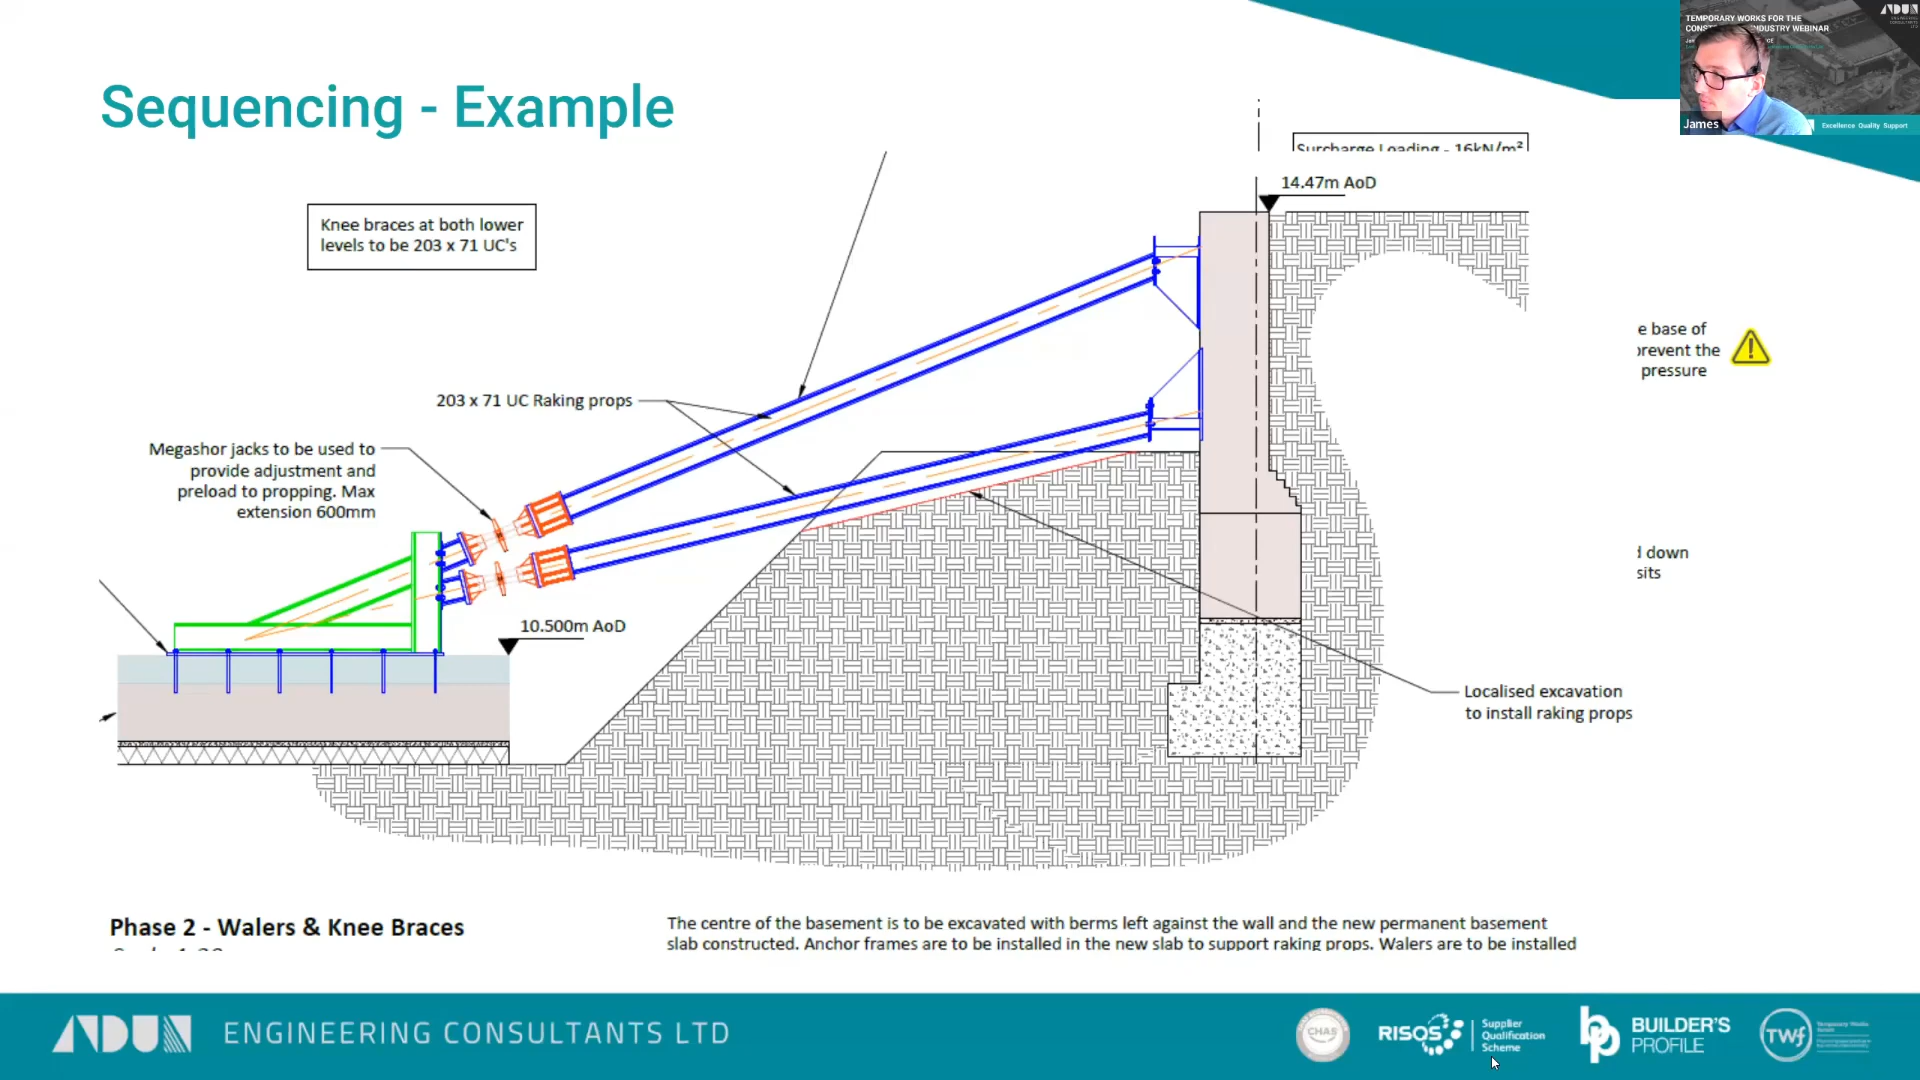 Sequencing - Example
TEMPORARY WORKS FOR THE
INDUSTRY WEBINAR
James
Excellence Quality Support
Surcharge Loading - 16kN/m²
14.47m AoD
Knee braces at both lower
levels to be 203 x 71 UC's
e base of
prevent the
pressure
203 x 71 UC Raking props
Megashor jacks to be used to
provide adjustment and
preload to propping. Max
extension 600mm
d down
sits
10.500m AoD
Localised excavation
to install raking props
Phase 2 - Walers & Knee Braces
The centre of the basement is to be excavated with berms left against the wall and the new permanent basement
slab constructed. Anchor frames are to be installed in the new slab to support raking props. Walers are to be installed
ADUN ENGINEERING CONSULTANTS LTD
CHAS
RISQS
Supplier
Qualification
Scheme
bp
BUILDER'S
PROFILE
TWf